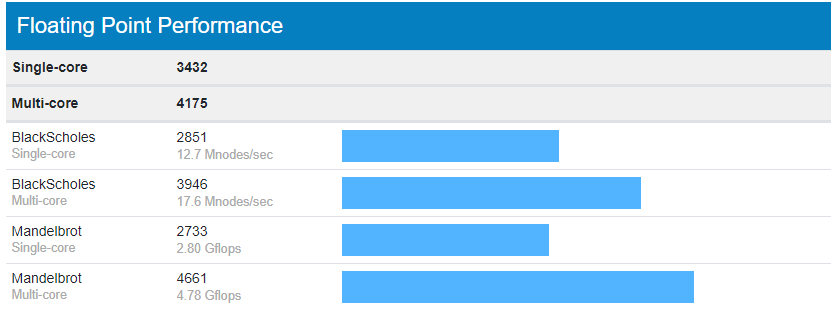 Floating Point Performance
Single-core 3432
Multi-core 4175
BlackScholes 2851
Single-core 12.7 Mnodes/sec
BlackScholes 3946
Multi-core 17.6 Mnodes/sec
Mandelbrot 2733
Single-core 2.80 Gflops
Mandelbrot 4661
Multi-core 4.78 Gflops